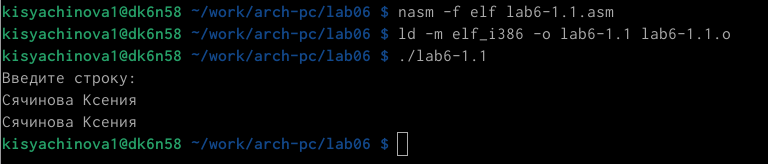 kisyachinova1@dk6n58 ~/work/arch-pc/lab06 $ nasm -f elf lab6-1.1.asm
kisyachinova1@dk6n58 ~/work/arch-pc/lab06 $ ld -m elf_i386 -o lab6-1.1 lab6-1.1.o
kisyachinova1@dk6n58 ~/work/arch-pc/lab06 $ ./lab6-1.1
Введите строку:
Сячинова Ксения
Сячинова Ксения
kisyachinova1@dk6n58 ~/work/arch-pc/lab06 $